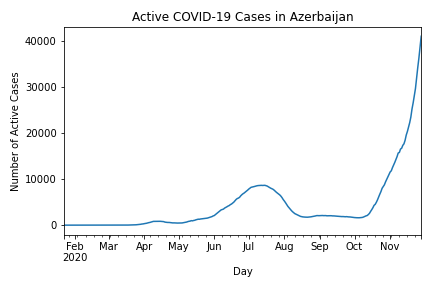 Active COVID-19 Cases in Azerbaijan
Number of Active Cases
40000
30000
20000
10000
0
Feb Mar Apr May Jun Jul Aug Sep Oct Nov
2020
Day